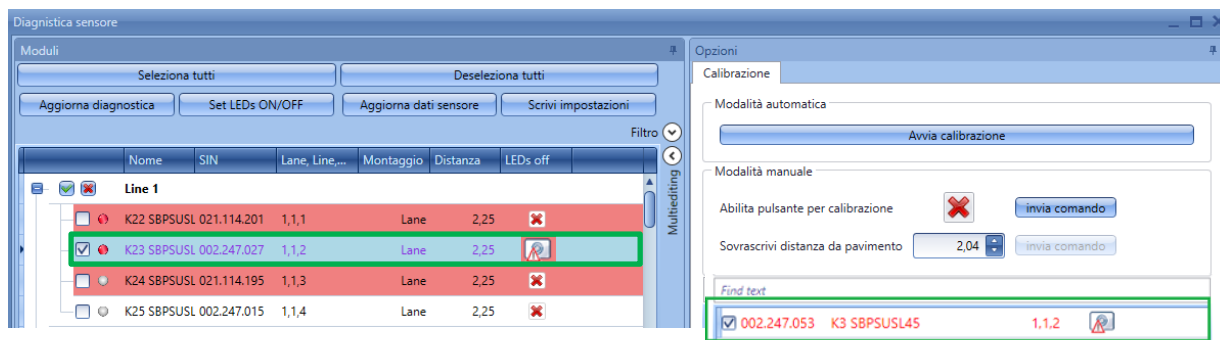 Diagnistica sensore
Moduli
Seleziona tutti
Deseleziona tutti
Aggiorna diagnostica
Set LEDs ON/OFF
Aggiorna dati sensore
Scrivi impostazioni
Filtro
Nome SIN Lane, Line,... Montaggio Distanza LEDs off
Line 1
K22 SBPSUSL 021.114.201 1,1,1 Lane 2,25
K23 SBPSUSL 002.247.027 1,1,2 Lane 2,25
K24 SBPSUSL 021.114.195 1,1,3 Lane 2,25
K25 SBPSUSL 002.247.015 1,1,4 Lane 2,25
Multiediting
Opzioni
Calibrazione
Modalità automatica
Avvia calibrazione
Modalità manuale
Abilita pulsante per calibrazione
invia comando
Sovrascrivi distanza da pavimento 2,04 invia comando
Find text
002.247.053 K3 SBPSUSL45 1,1,2